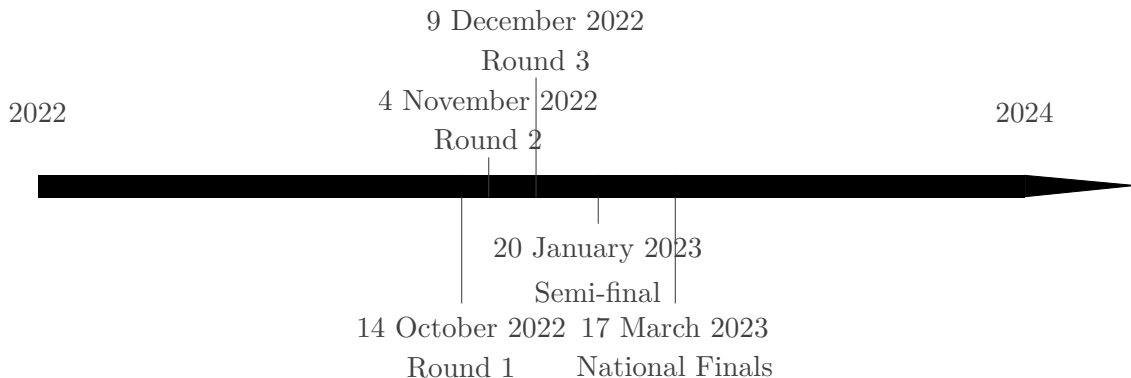 9 December 2022
Round 3
4 November 2022
2022
2024
Round 2
20 January 2023
Semi-final
14 October 2022
Round 1
17 March 2023
National Finals